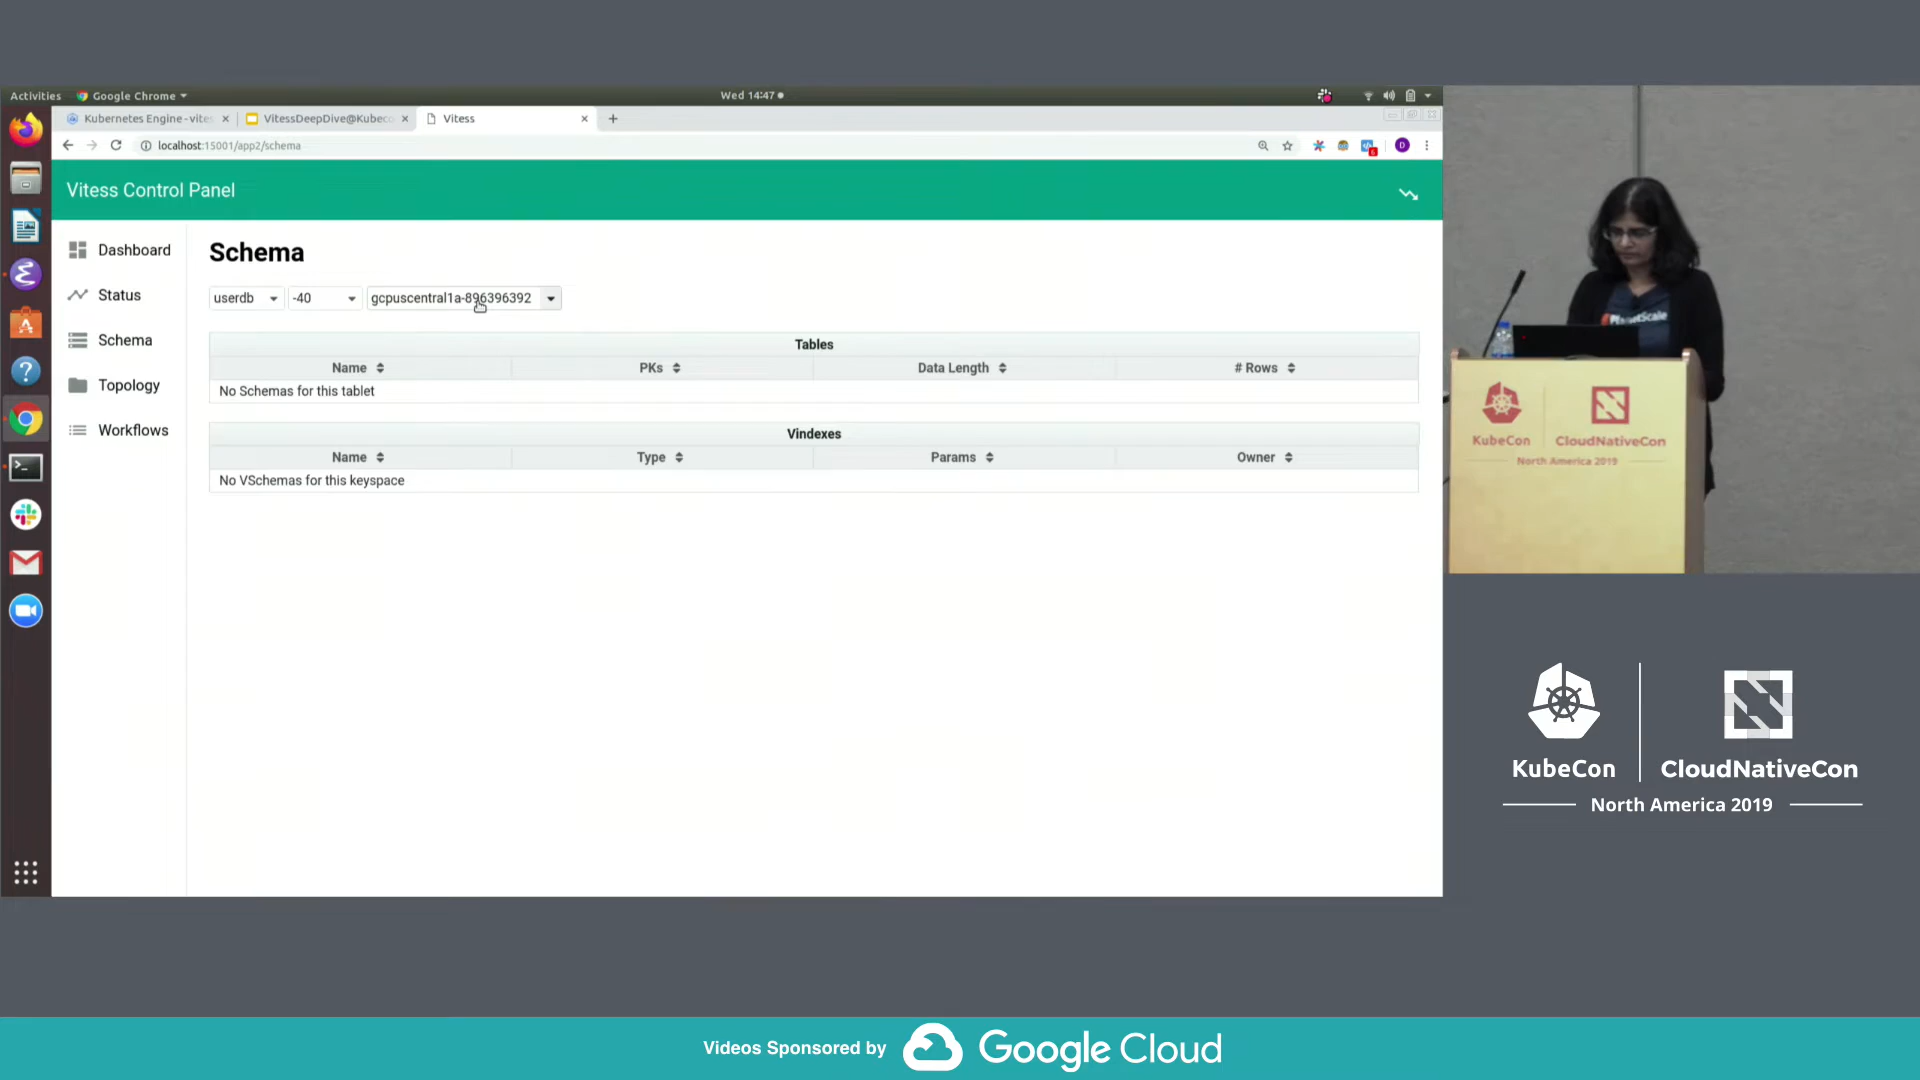 Activities Google Chrome Wed 14:47
Kubernetes Engine - vites VitessDeepDive@Kubeco Vitess
localhost:15001/app2/schema D
Vitess Control Panel
Dashboard
Status
Schema
Topology
Workflows
Schema
userdb -40 gcpuscentral1a-896396392
Tables
Name PKs Data Length # Rows
No Schemas for this tablet
Vindexes
Name Type Params Owner
No VSchemas for this keyspace
PlanetScale
KubeCon CloudNativeCon
North America 2019
KubeCon CloudNativeCon
North America 2019
Videos Sponsored by Google Cloud